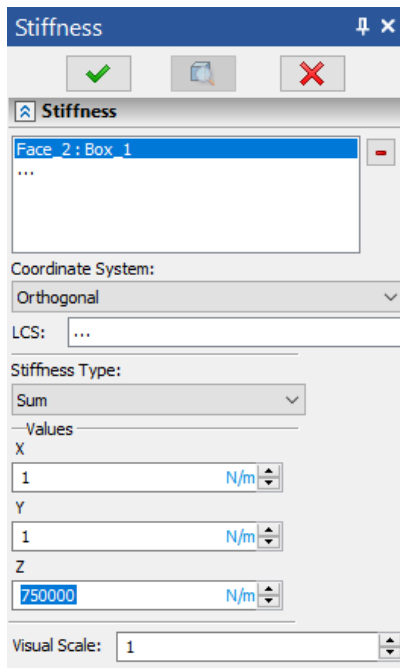 Stiffness
Stiffness
Face_2 : Box_1
...
Coordinate System:
Orthogonal
LCS: ...
Stiffness Type:
Sum
Values
X
1 N/m
Y
1 N/m
Z
750000 N/m
Visual Scale: 1